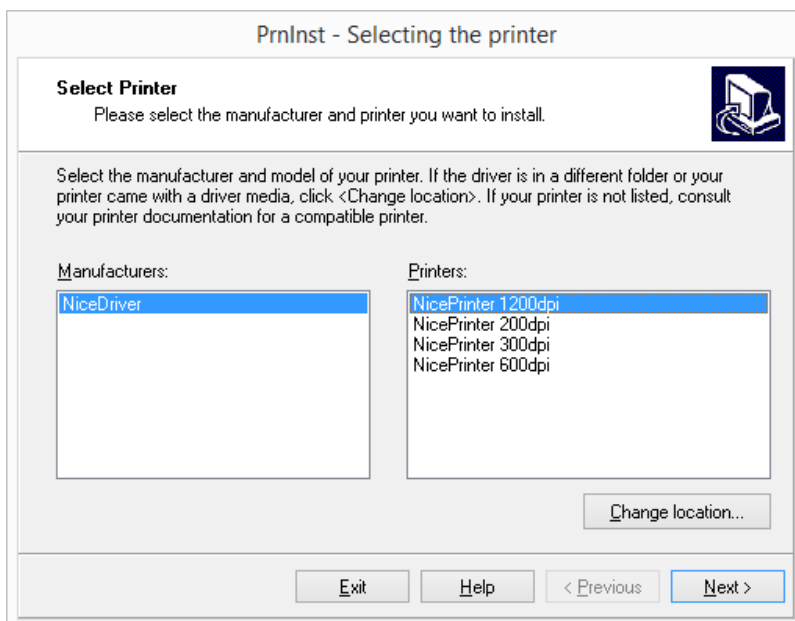 PrnInst - Selecting the printer
Select Printer
Please select the manufacturer and printer you want to install.
Select the manufacturer and model of your printer. If the driver is in a different folder or your
printer came with a driver media, click <Change location>. If your printer is not listed, consult
your printer documentation for a compatible printer.
Manufacturers:
NiceDriver
Printers:
NicePrinter 1200dpi
NicePrinter 200dpi
NicePrinter 300dpi
NicePrinter 600dpi
Change location...
Exit
Help
< Previous
Next >